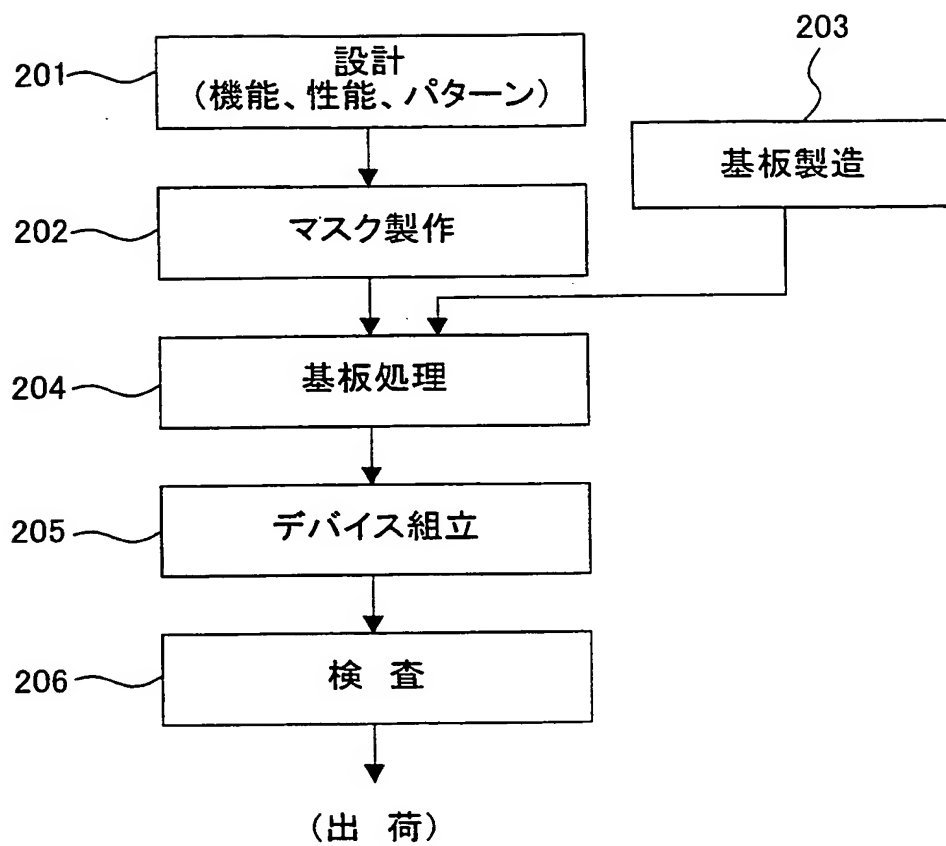 203
201
設計
（機能、性能、パターン）
基板製造
202
マスク製作
204
基板処理
205
デバイス組立
206
検 査
（出 荷）